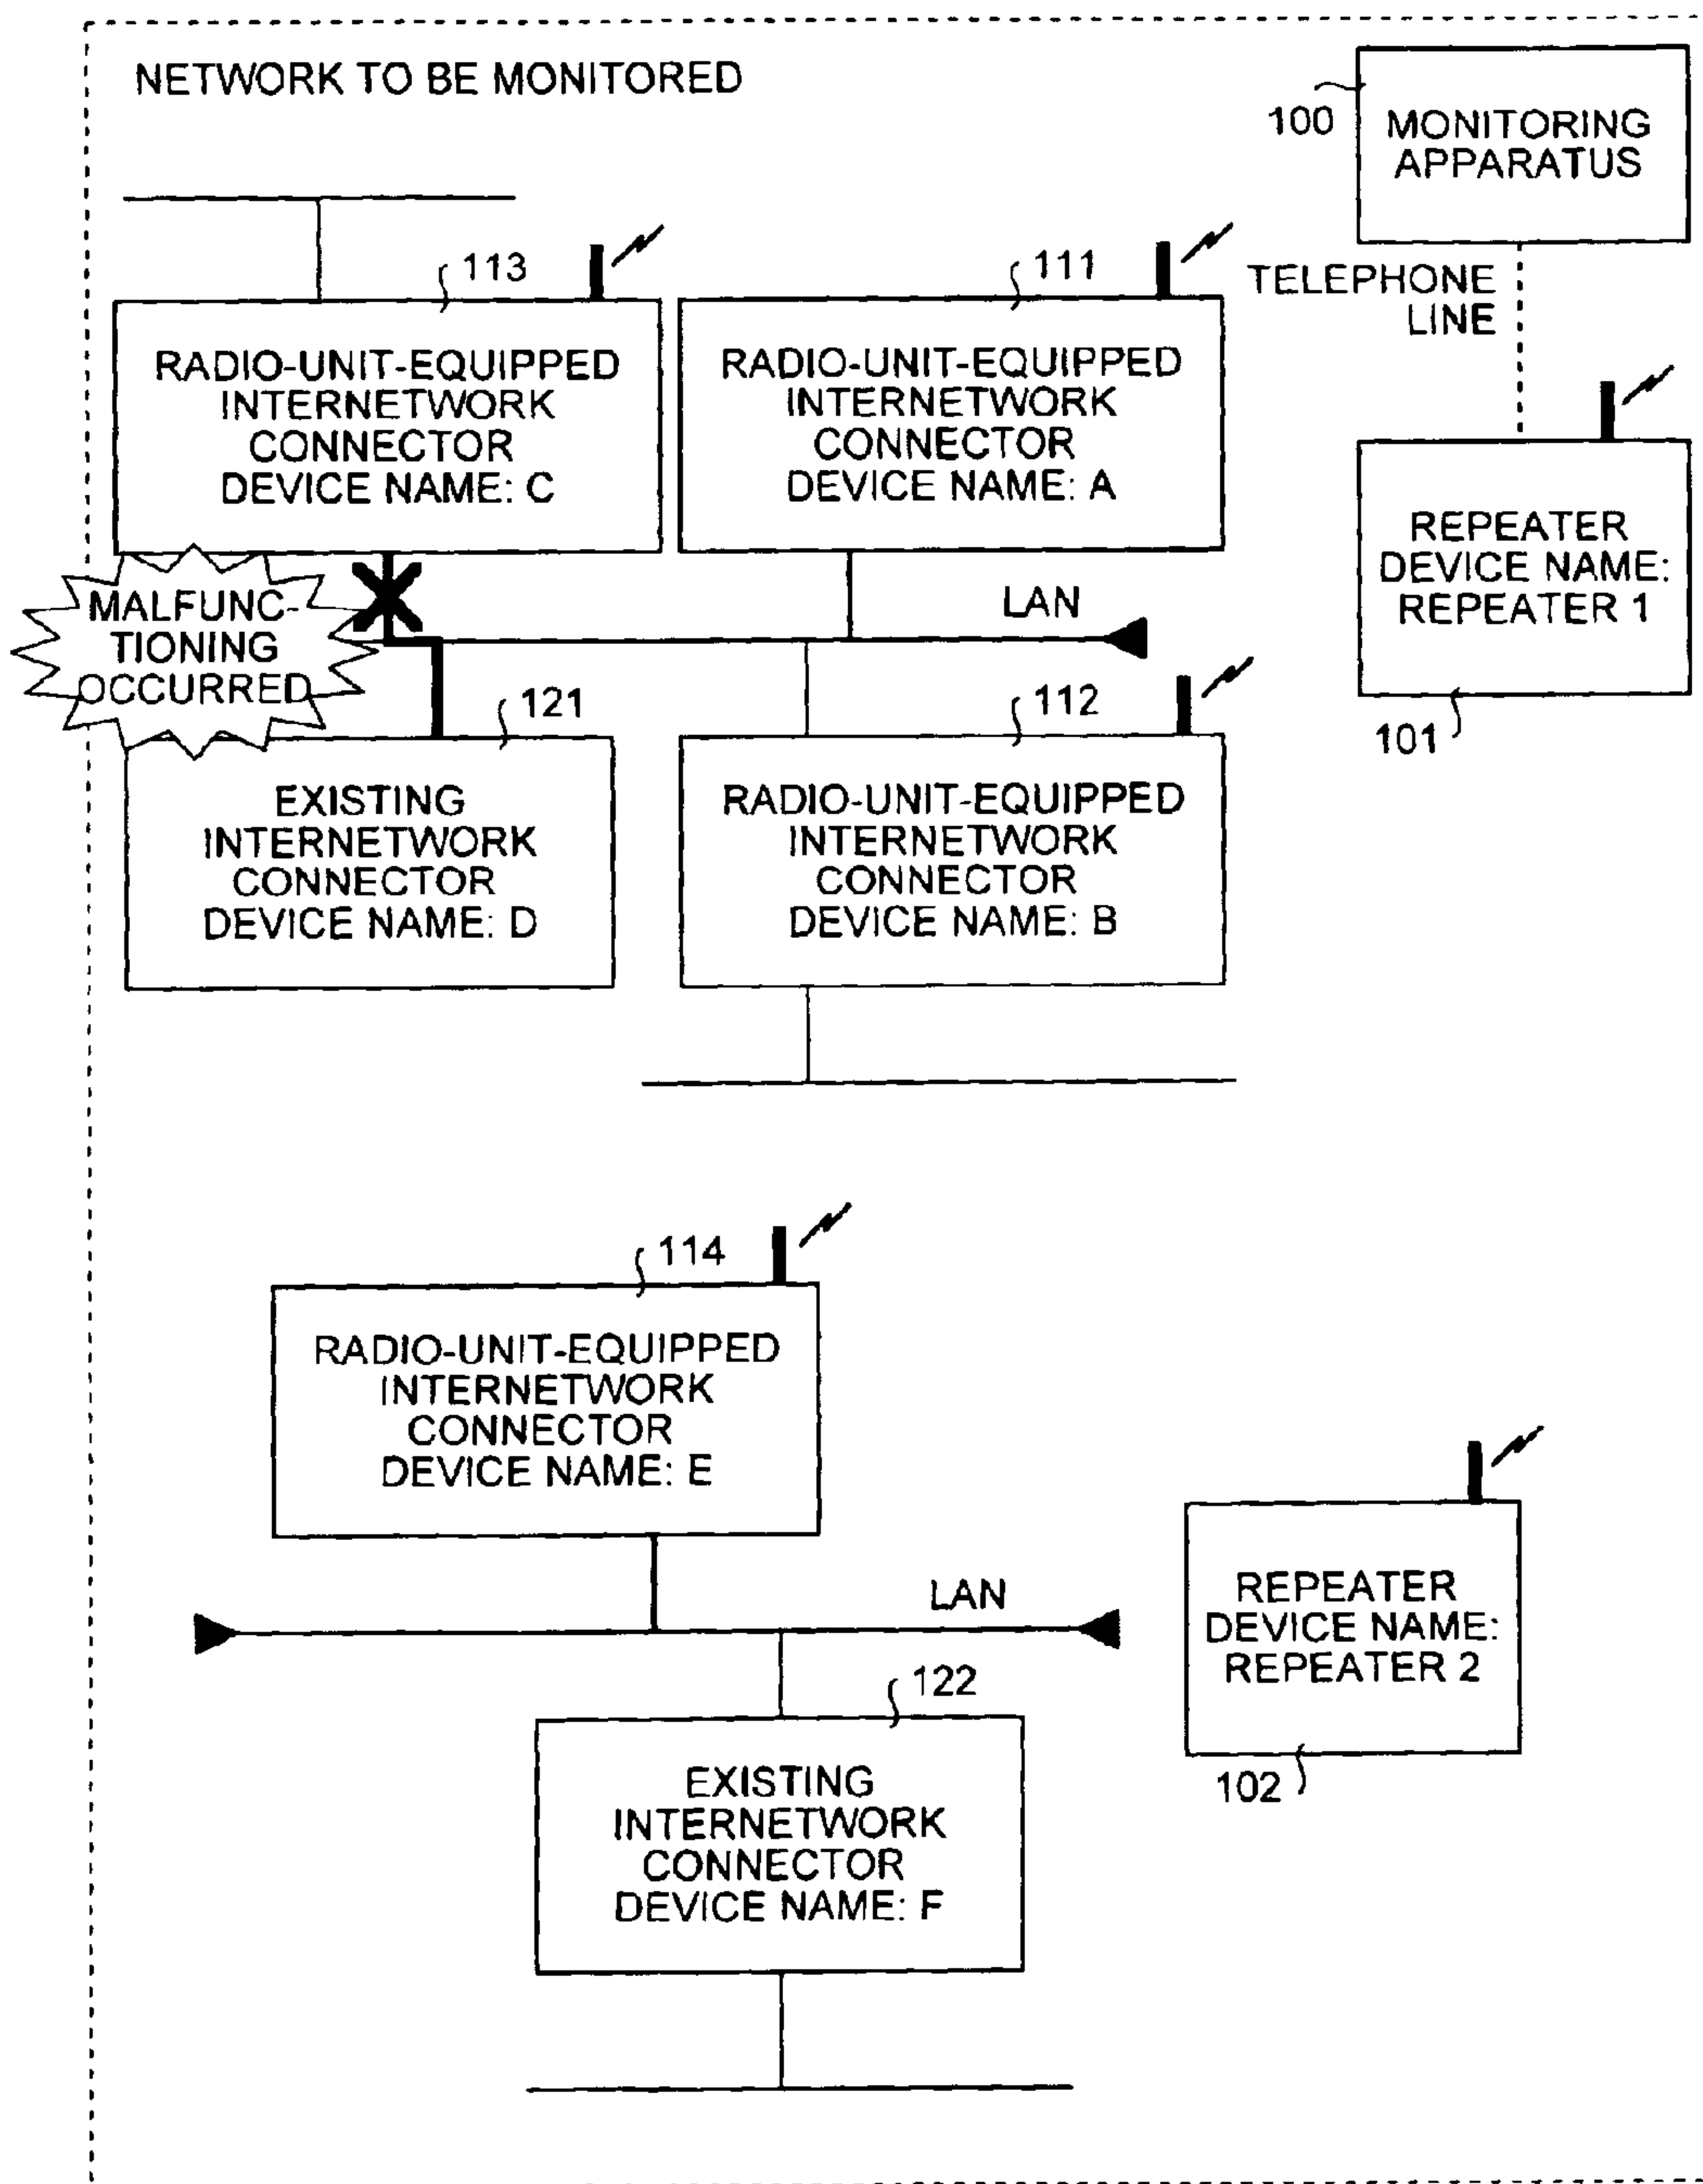 NETWORK TO BE MONITORED
100
MONITORING
APPARATUS
TELEPHONE
LINE
113
RADIO-UNIT-EQUIPPED
INTERNETWORK
CONNECTOR
DEVICE NAME: C
111
RADIO-UNIT-EQUIPPED
INTERNETWORK
CONNECTOR
DEVICE NAME: A
REPEATER
DEVICE NAME:
REPEATER 1
101
MALFUNC-
TIONING
OCCURRED
LAN
121
EXISTING
INTERNETWORK
CONNECTOR
DEVICE NAME: D
112
RADIO-UNIT-EQUIPPED
INTERNETWORK
CONNECTOR
DEVICE NAME: B
114
RADIO-UNIT-EQUIPPED
INTERNETWORK
CONNECTOR
DEVICE NAME: E
LAN
REPEATER
DEVICE NAME:
REPEATER 2
102
122
EXISTING
INTERNETWORK
CONNECTOR
DEVICE NAME: F